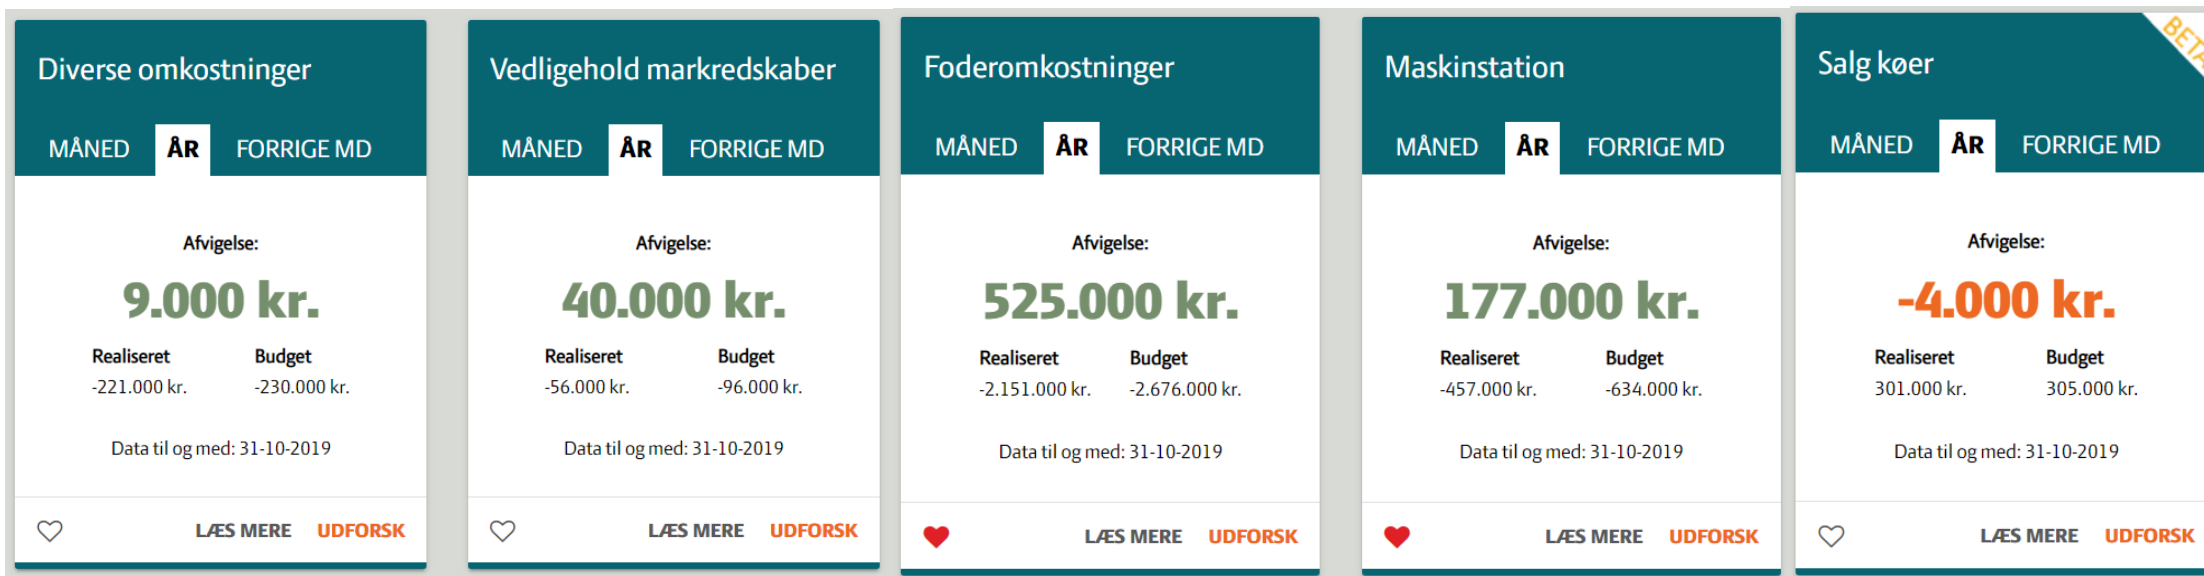 Diverse omkostninger
MÅNED ÅR FORRIGE MD
Afvigelse:
9.000 kr.
Realiseret Budget
-221.000 kr. -230.000 kr.
Data til og med: 31-10-2019
LÆS MERE UDFORSK
Vedligehold markredskaber
MÅNED ÅR FORRIGE MD
Afvigelse:
40.000 kr.
Realiseret Budget
-56.000 kr. -96.000 kr.
Data til og med: 31-10-2019
LÆS MERE UDFORSK
Foderomkostninger
MÅNED ÅR FORRIGE MD
Afvigelse:
525.000 kr.
Realiseret Budget
-2.151.000 kr. -2.676.000 kr.
Data til og med: 31-10-2019
LÆS MERE UDFORSK
Maskinstation
MÅNED ÅR FORRIGE MD
Afvigelse:
177.000 kr.
Realiseret Budget
-457.000 kr. -634.000 kr.
Data til og med: 31-10-2019
LÆS MERE UDFORSK
Salg køer
BETA
MÅNED ÅR FORRIGE MD
Afvigelse:
-4.000 kr.
Realiseret Budget
301.000 kr. 305.000 kr.
Data til og med: 31-10-2019
LÆS MERE UDFORSK